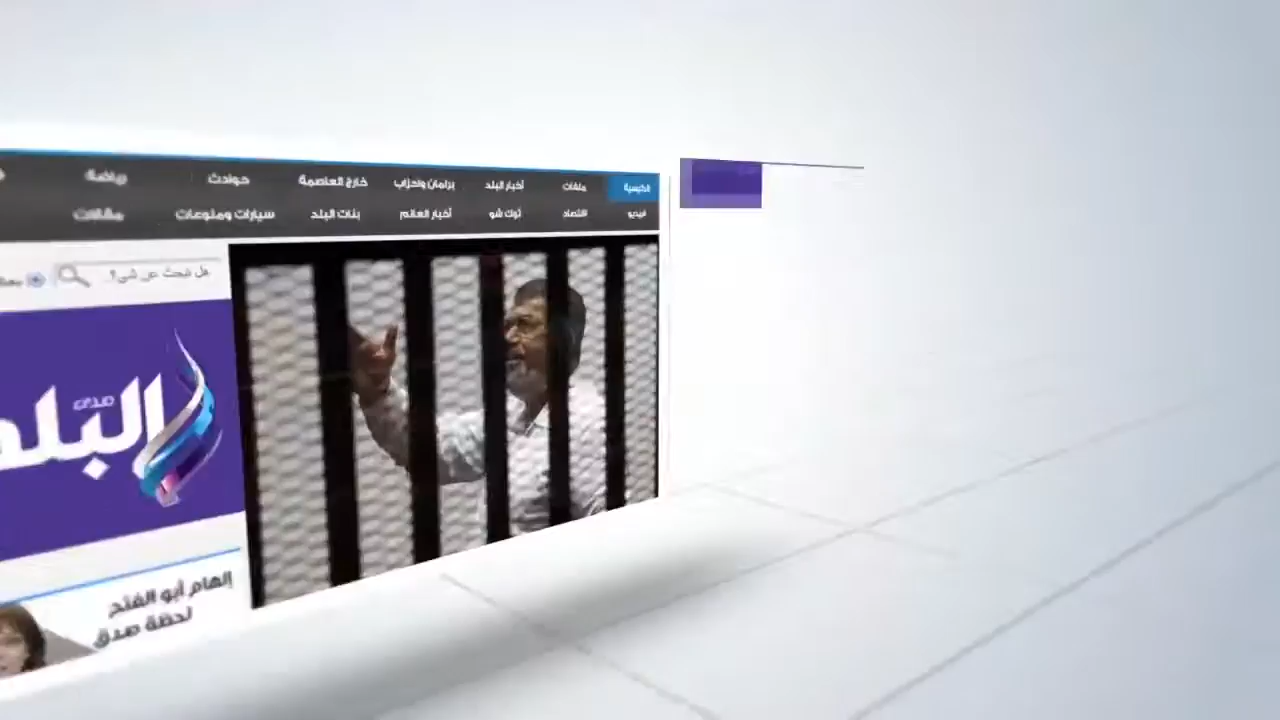 الرئيسية ملفات أخبار البلد برلمان وأحزاب خارج العاصمة حوادث رياضة
فيديو اقتصاد توك شو أخبار العالم بنات البلد سيارات ومنوعات مقالات
هل تبحث عن شيء؟
صدى
البلد
إلهام أبو الفتح
لحظة صدق